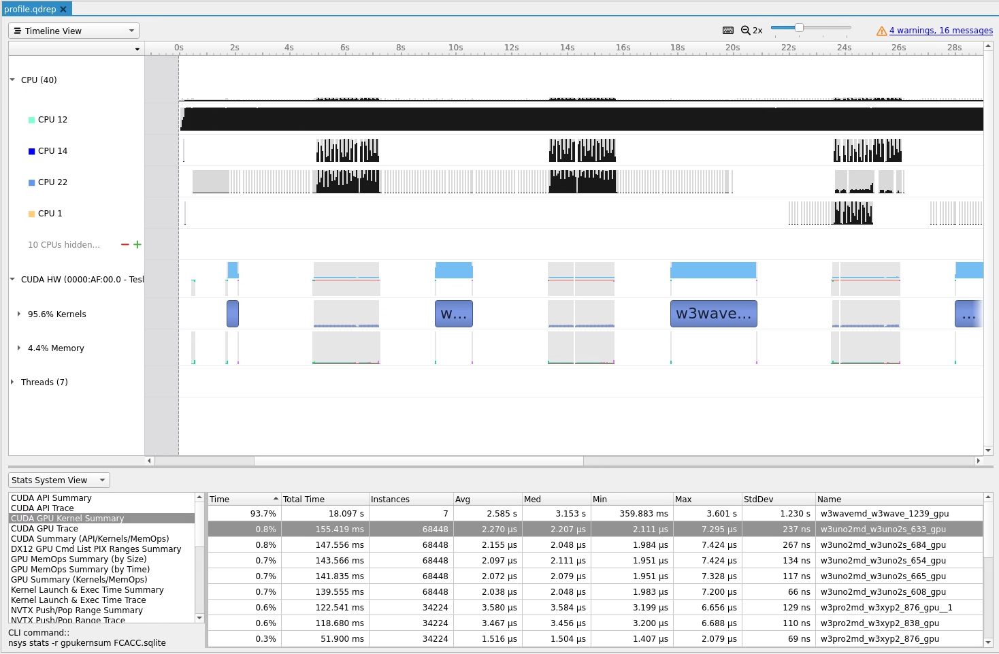 profile.qdrep
Timeline View
2x
4 warnings, 16 messages
0s 2s 4s 6s 8s 10s 12s 14s 16s 18s 20s 22s 24s 26s 28s
CPU (40)
CPU 12
CPU 14
CPU 22
CPU 1
10 CPUs hidden...
CUDA HW (0000:AF:00.0 - Tesl
95.6% Kernels
w...
w3wave...
...
4.4% Memory
Threads (7)
Stats System View
CUDA API Summary
CUDA API Trace
CUDA GPU Kernel Summary
CUDA GPU Trace
CUDA Summary (API/Kernels/MemOps)
DX12 GPU Cmd List PIX Ranges Summary
GPU MemOps Summary (by Size)
GPU MemOps Summary (by Time)
GPU Summary (Kernels/MemOps)
Kernel Launch & Exec Time Summary
Kernel Launch & Exec Time Trace
NVTX Push/Pop Range Summary
NVTX Push/Pop Range Trace
CLI command::
nsys stats -r gpukernsum FCACC.sqlite
Time Total Time Instances Avg Med Min Max StdDev Name
93.7% 18.097 s 7 2.585 s 3.153 s 359.883 ms 3.601 s 1.230 s w3wavemd_w3wave_1239_gpu
0.8% 155.419 ms 68448 2.270 μs 2.207 μs 2.111 μs 7.295 μs 237 ns w3uno2md_w3uno2s_633_gpu
0.8% 147.556 ms 68448 2.155 μs 2.048 μs 1.984 μs 7.424 μs 267 ns w3uno2md_w3uno2s_684_gpu
0.7% 143.566 ms 68448 2.097 μs 2.111 μs 1.951 μs 7.424 μs 134 ns w3uno2md_w3uno2s_654_gpu
0.7% 141.835 ms 68448 2.072 μs 2.079 μs 1.951 μs 7.328 μs 117 ns w3uno2md_w3uno2s_665_gpu
0.7% 139.555 ms 68448 2.038 μs 2.048 μs 1.983 μs 7.200 μs 66 ns w3uno2md_w3uno2s_608_gpu
0.6% 122.541 ms 34224 3.580 μs 3.584 μs 3.199 μs 6.656 μs 129 ns w3pro2md_w3xyp2_876_gpu__1
0.6% 118.680 ms 34224 3.467 μs 3.456 μs 3.200 μs 6.688 μs 110 ns w3pro2md_w3xyp2_838_gpu
0.3% 51.900 ms 34224 1.516 μs 1.504 μs 1.407 μs 2.079 μs 69 ns w3pro2md_w3xyp2_876_gpu